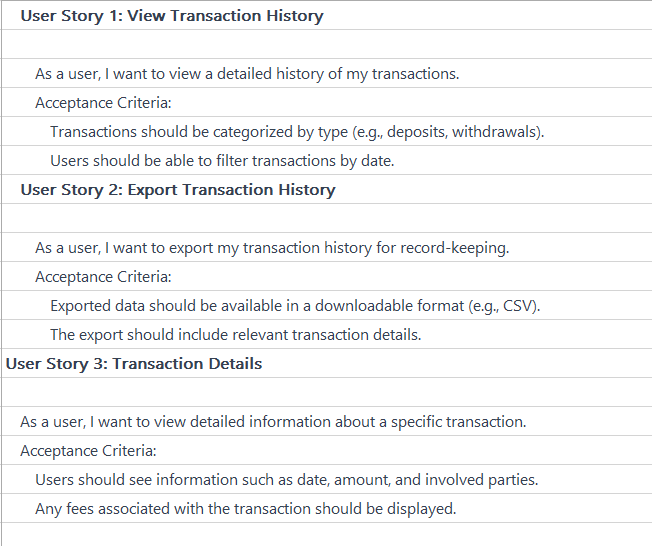 User Story 1: View Transaction History
As a user, I want to view a detailed history of my transactions.
Acceptance Criteria:
Transactions should be categorized by type (e.g., deposits, withdrawals).
Users should be able to filter transactions by date.
User Story 2: Export Transaction History
As a user, I want to export my transaction history for record-keeping.
Acceptance Criteria:
Exported data should be available in a downloadable format (e.g., CSV).
The export should include relevant transaction details.
User Story 3: Transaction Details
As a user, I want to view detailed information about a specific transaction.
Acceptance Criteria:
Users should see information such as date, amount, and involved parties.
Any fees associated with the transaction should be displayed.